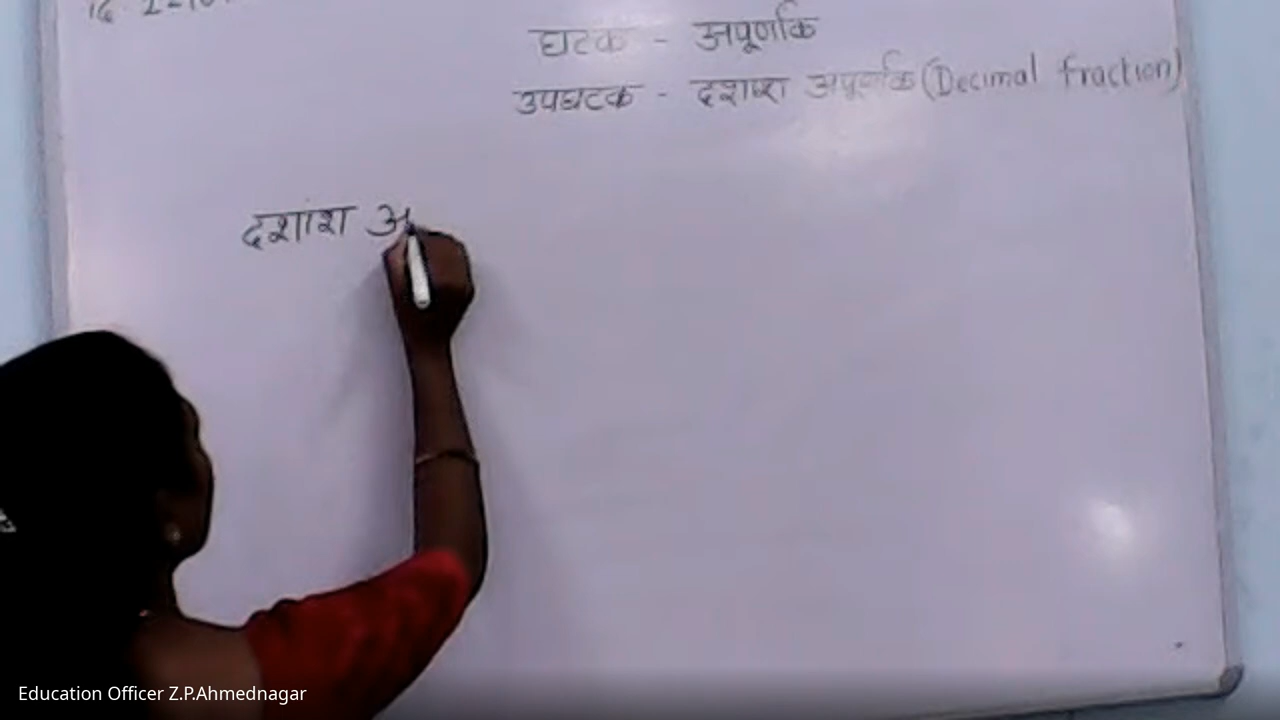 घटक - अपूर्णांक
उपघटक - दशांश अपूर्णांक (Decimal fraction)
दशांश अ
Education Officer Z.P.Ahmednagar